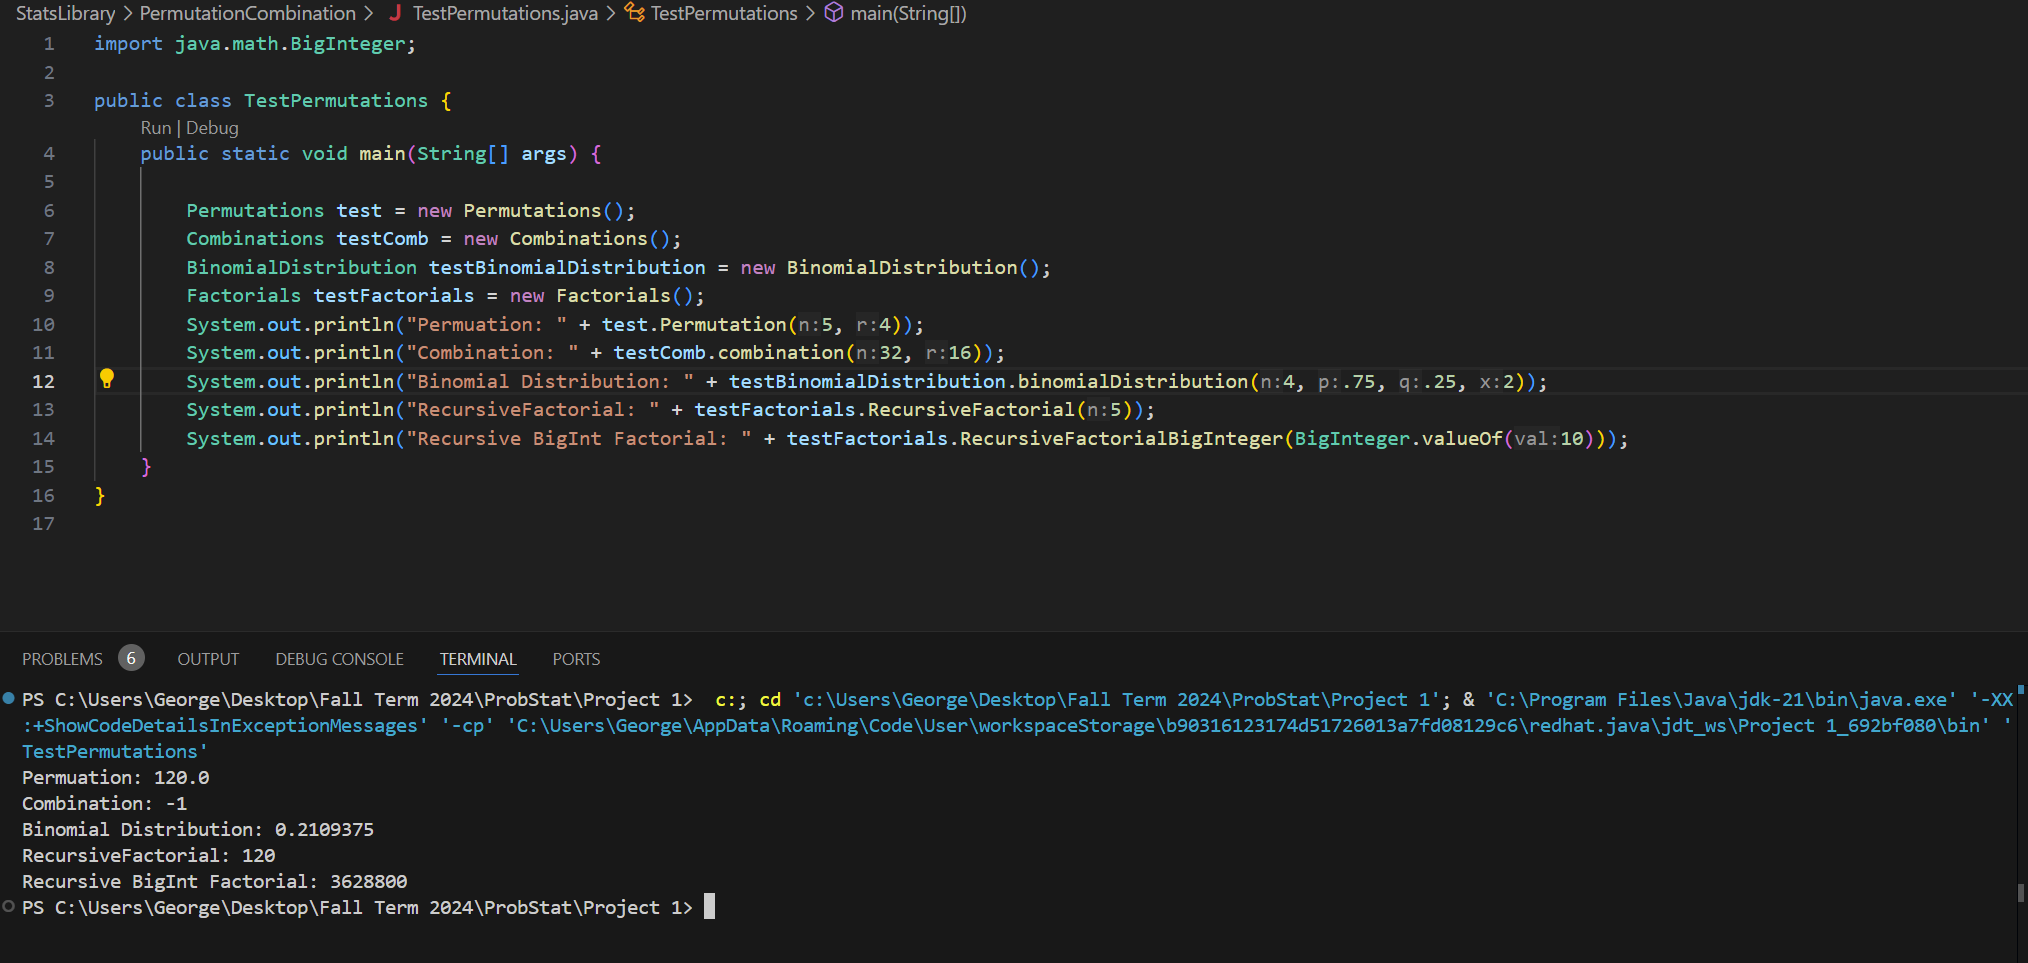 StatsLibrary > PermutationCombination > J TestPermutations.java > TestPermutations > main(String[])
1 import java.math.BigInteger;
2
3 public class TestPermutations {
Run | Debug
4 public static void main(String[] args) {
5
6 Permutations test = new Permutations();
7 Combinations testComb = new Combinations();
8 BinomialDistribution testBinomialDistribution = new BinomialDistribution();
9 Factorials testFactorials = new Factorials();
10 System.out.println("Permuation: " + test.Permutation(n:5, r:4));
11 System.out.println("Combination: " + testComb.combination(n:32, r:16));
12 System.out.println("Binomial Distribution: " + testBinomialDistribution.binomialDistribution(n:4, p:.75, q:.25, x:2));
13 System.out.println("RecursiveFactorial: " + testFactorials.RecursiveFactorial(n:5));
14 System.out.println("Recursive BigInt Factorial: " + testFactorials.RecursiveFactorialBigInteger(BigInteger.valueOf(val:10)));
15 }
16 }
17
PROBLEMS 6 OUTPUT DEBUG CONSOLE TERMINAL PORTS
PS C:\Users\George\Desktop\Fall Term 2024\ProbStat\Project 1> c:; cd 'c:\Users\George\Desktop\Fall Term 2024\ProbStat\Project 1'; & 'C:\Program Files\Java\jdk-21\bin\java.exe' '-XX
:+ShowCodeDetailsInExceptionMessages' '-cp' 'C:\Users\George\AppData\Roaming\Code\User\workspaceStorage\b90316123174d51726013a7fd08129c6\redhat.java\jdt_ws\Project 1_692bf080\bin' '
TestPermutations'
Permuation: 120.0
Combination: -1
Binomial Distribution: 0.2109375
RecursiveFactorial: 120
Recursive BigInt Factorial: 3628800
PS C:\Users\George\Desktop\Fall Term 2024\ProbStat\Project 1>